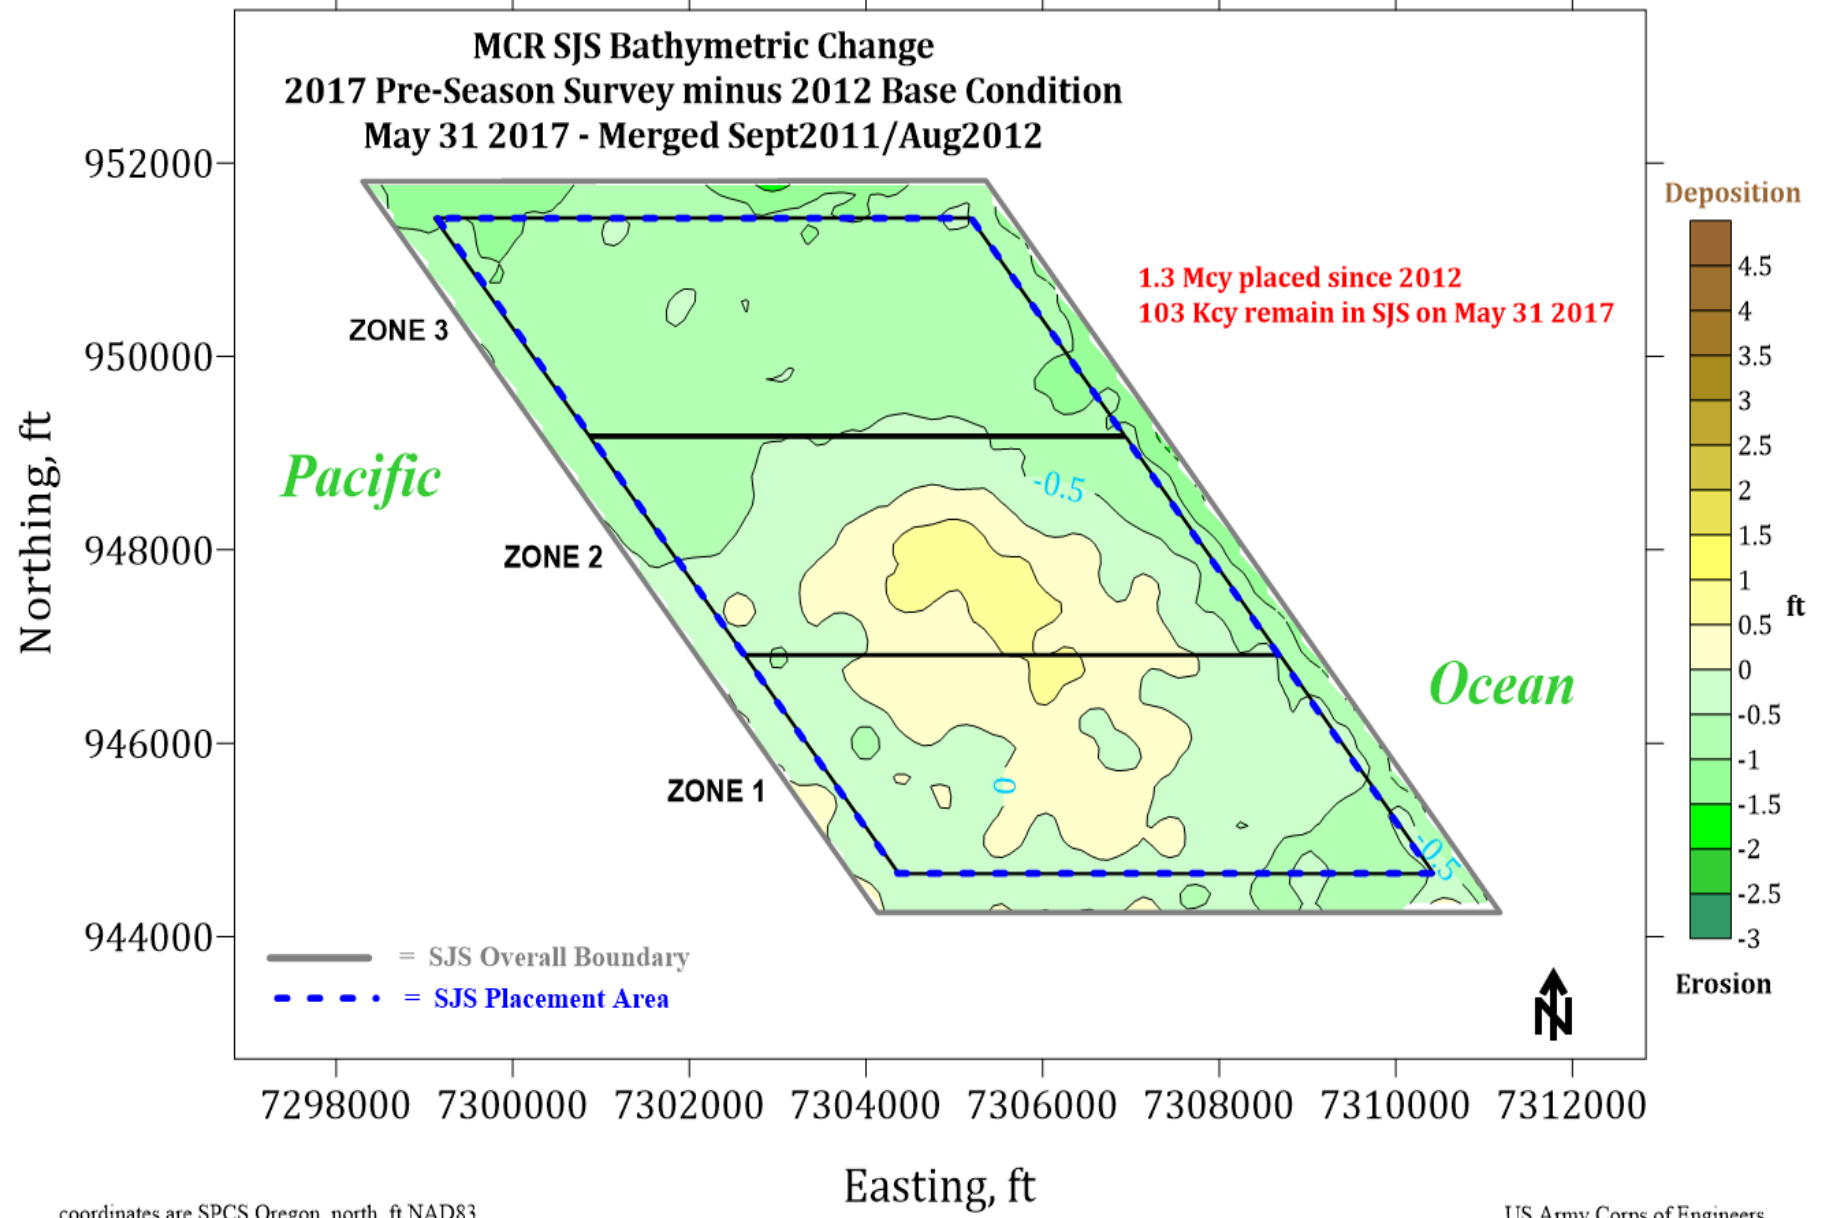 MCR SJS Bathymetric Change
2017 Pre-Season Survey minus 2012 Base Condition
May 31 2017 - Merged Sept2011/Aug2012
952000
950000
948000
946000
944000
Northing, ft
Deposition
4.5
4
3.5
3
2.5
2
1.5
1
0.5
0
-0.5
-1
-1.5
-2
-2.5
-3
ft
Erosion
1.3 Mcy placed since 2012
103 Kcy remain in SJS on May 31 2017
ZONE 3
Pacific
-0.5
ZONE 2
Ocean
ZONE 1
0
-0.5
= SJS Overall Boundary
= SJS Placement Area
N
7298000 7300000 7302000 7304000 7306000 7308000 7310000 7312000
Easting, ft
coordinates are SPCS Oregon, north, ft NAD83
US Army Corps of Engineers